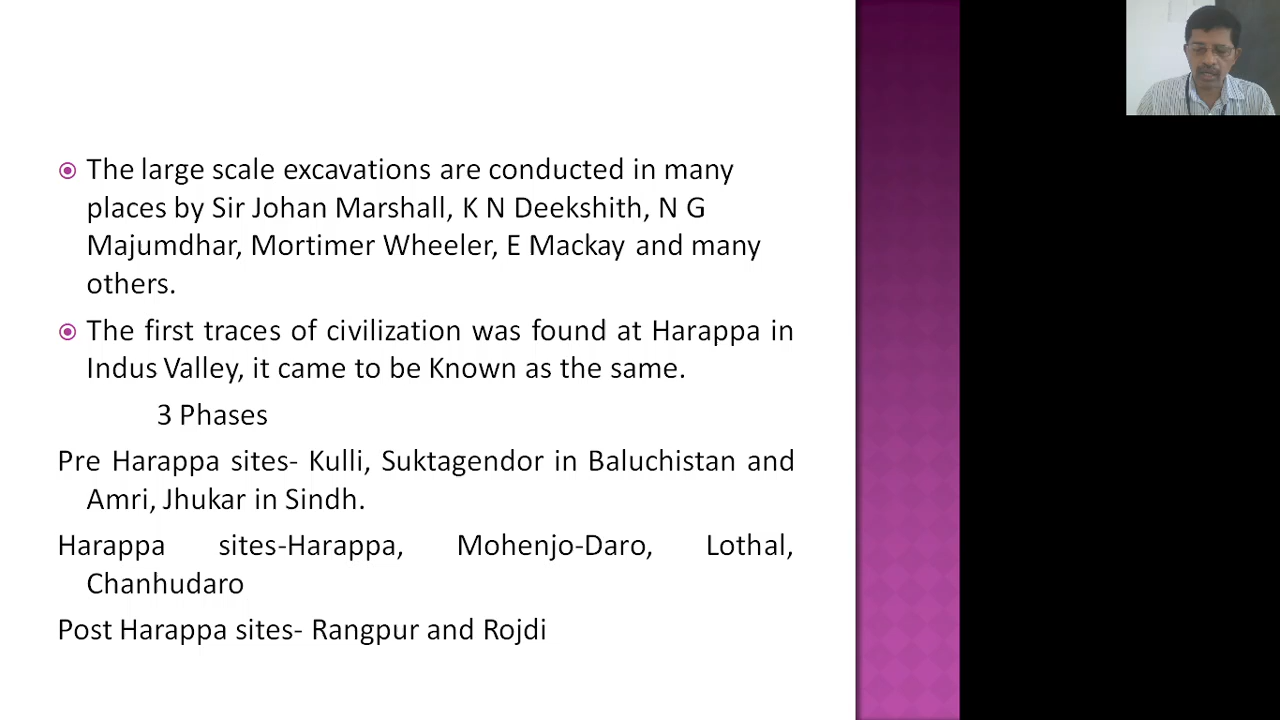 The large scale excavations are conducted in many
places by Sir Johan Marshall, K N Deekshith, N G
Majumdhar, Mortimer Wheeler, E Mackay and many
others.
The first traces of civilization was found at Harappa in
Indus Valley, it came to be Known as the same.
3 Phases
Pre Harappa sites- Kulli, Suktagendor in Baluchistan and
Amri, Jhukar in Sindh.
Harappa sites-Harappa, Mohenjo-Daro, Lothal,
Chanhudaro
Post Harappa sites- Rangpur and Rojdi